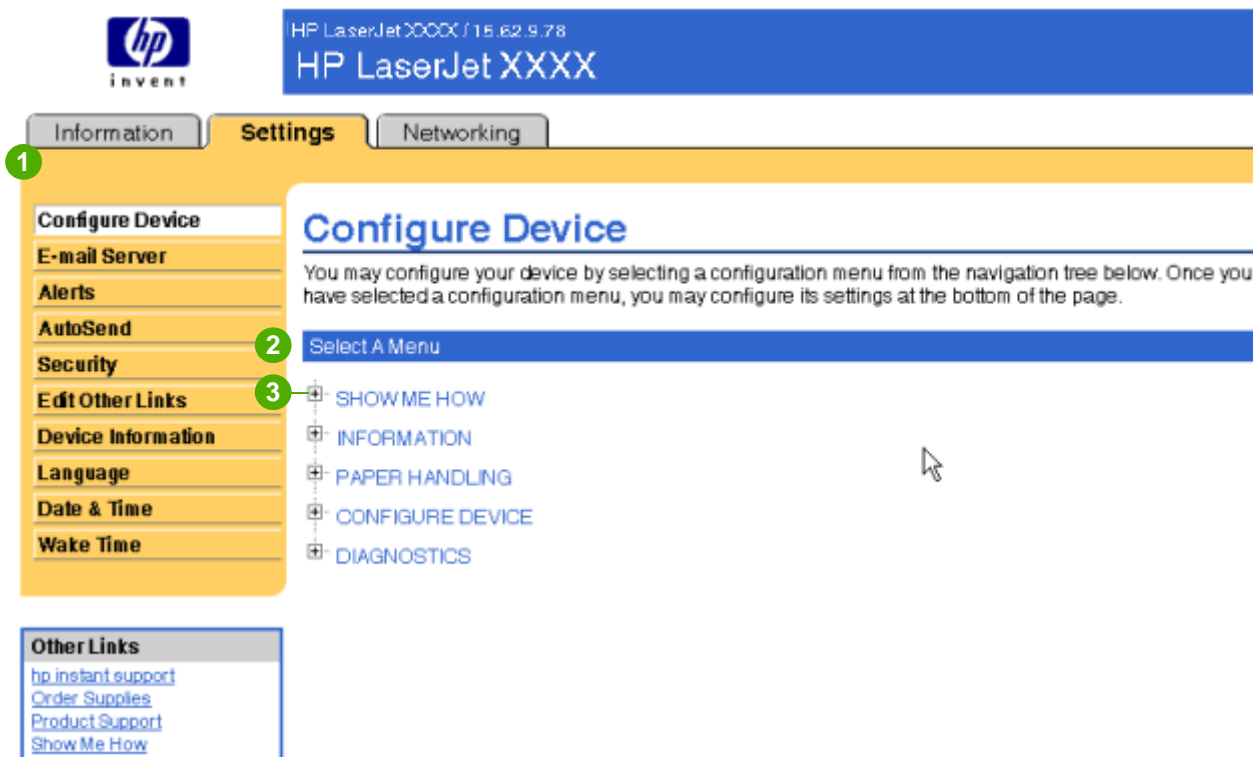 hp
invent
HP LaserJet XXXX / 15.62.9.78
HP LaserJet XXXX
Information
Settings
Networking
1
Configure Device
E-mail Server
Alerts
AutoSend
Security
Edit Other Links
Device Information
Language
Date & Time
Wake Time
Configure Device
You may configure your device by selecting a configuration menu from the navigation tree below. Once you
have selected a configuration menu, you may configure its settings at the bottom of the page.
2
Select A Menu
3
SHOW ME HOW
INFORMATION
PAPER HANDLING
CONFIGURE DEVICE
DIAGNOSTICS
Other Links
hp instant support
Order Supplies
Product Support
Show Me How